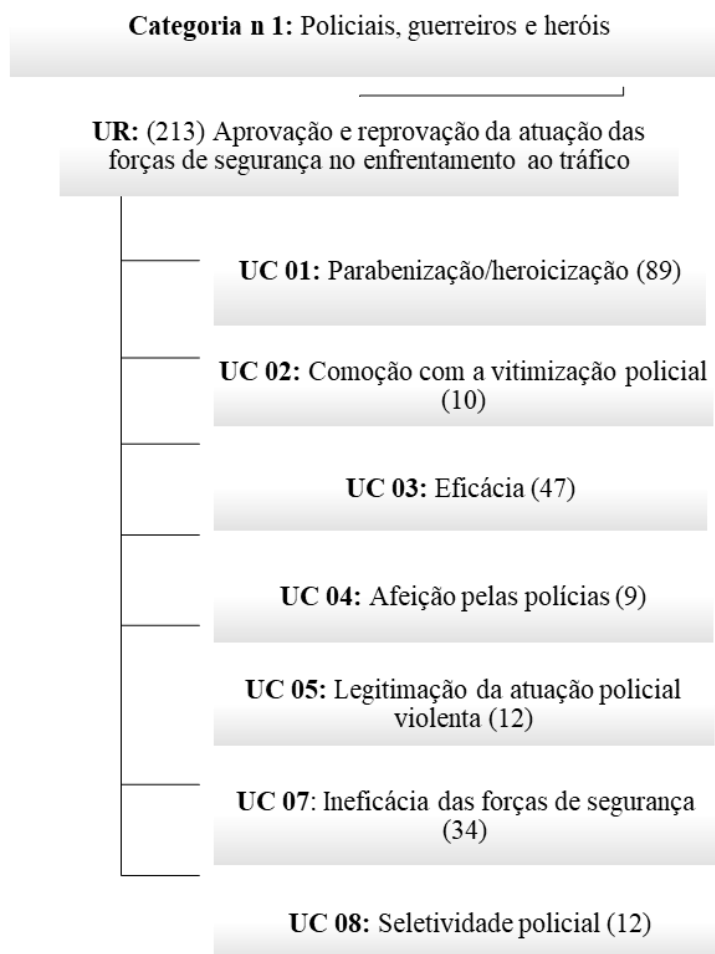 Categoria n 1: Policiais, guerreiros e heróis
UR: (213) Aprovação e reprovação da atuação das
forças de segurança no enfrentamento ao tráfico
UC 01: Parabenização/heroicização (89)
UC 02: Comoção com a vitimização policial
(10)
UC 03: Eficácia (47)
UC 04: Afeição pelas polícias (9)
UC 05: Legitimação da atuação policial
violenta (12)
UC 07: Ineficácia das forças de segurança
(34)
UC 08: Seletividade policial (12)